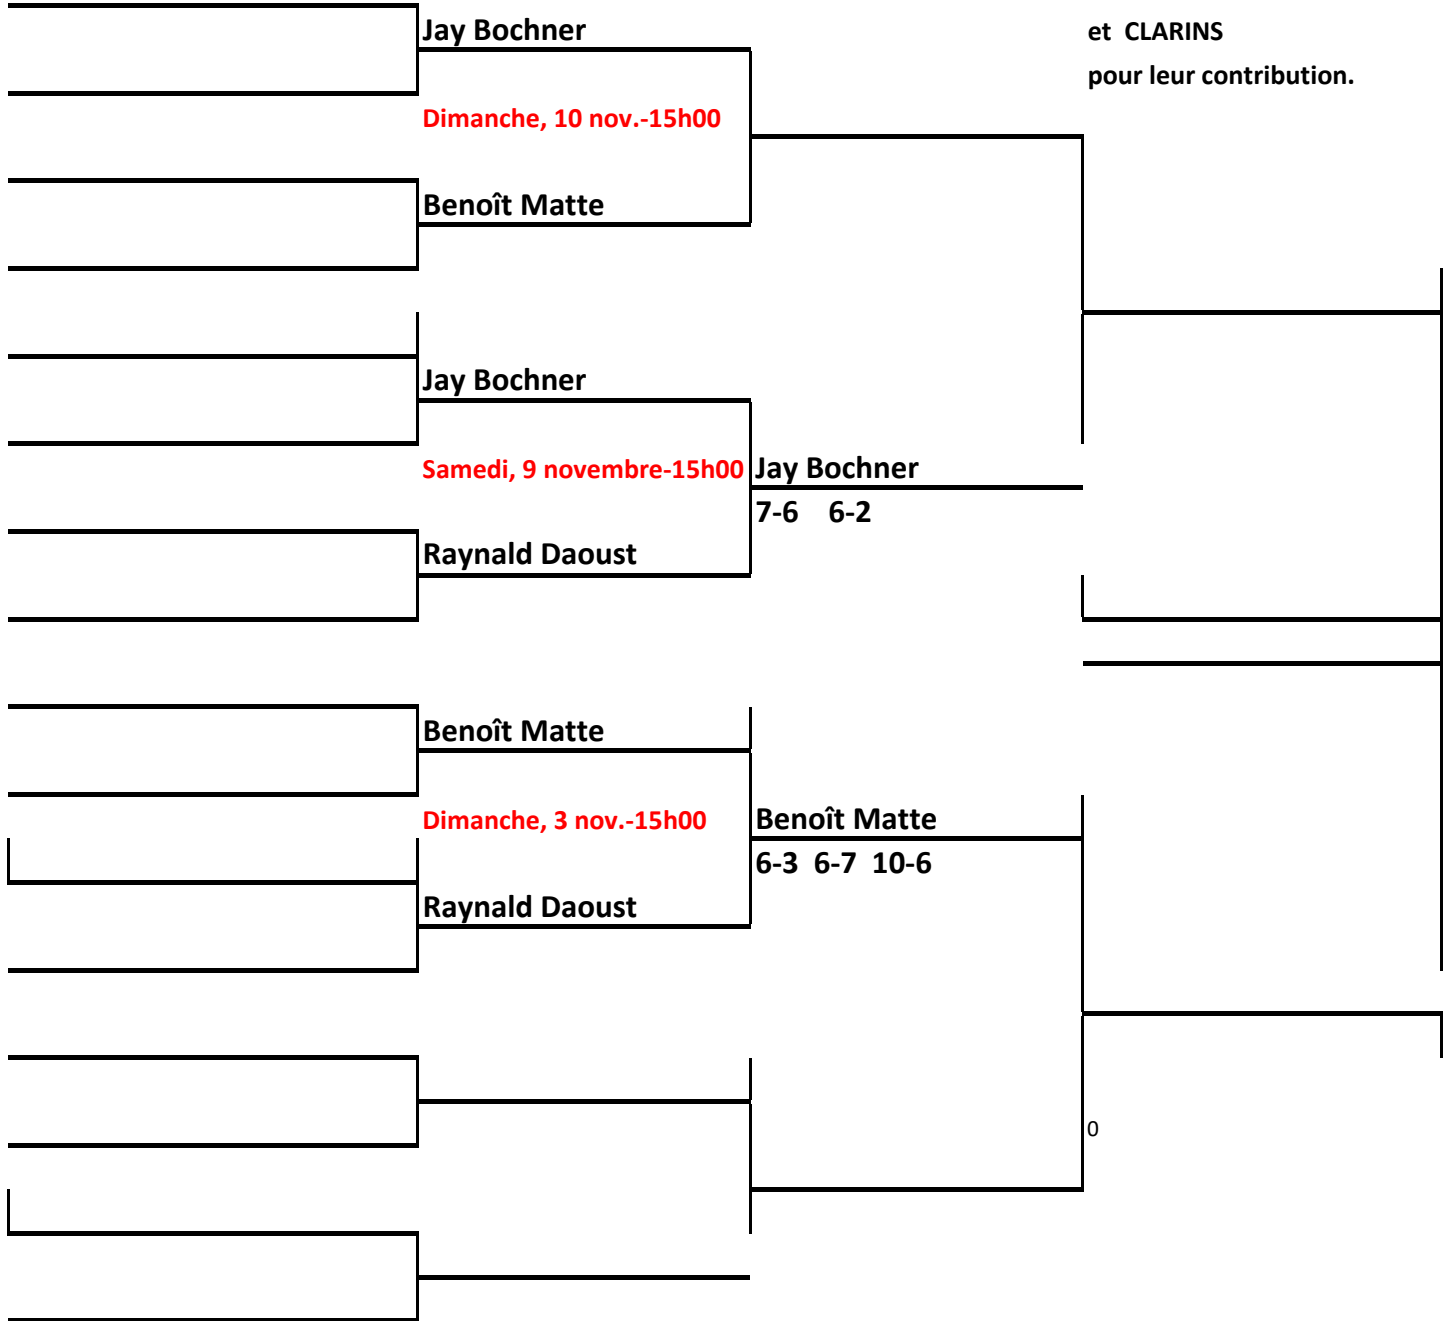 Jay Bochner
et CLARINS
pour leur contribution.
Dimanche, 10 nov.-15h00
Benoît Matte
Jay Bochner
Samedi, 9 novembre-15h00
Jay Bochner
7-6 6-2
Raynald Daoust
Benoît Matte
Dimanche, 3 nov.-15h00
Benoît Matte
6-3 6-7 10-6
Raynald Daoust
0